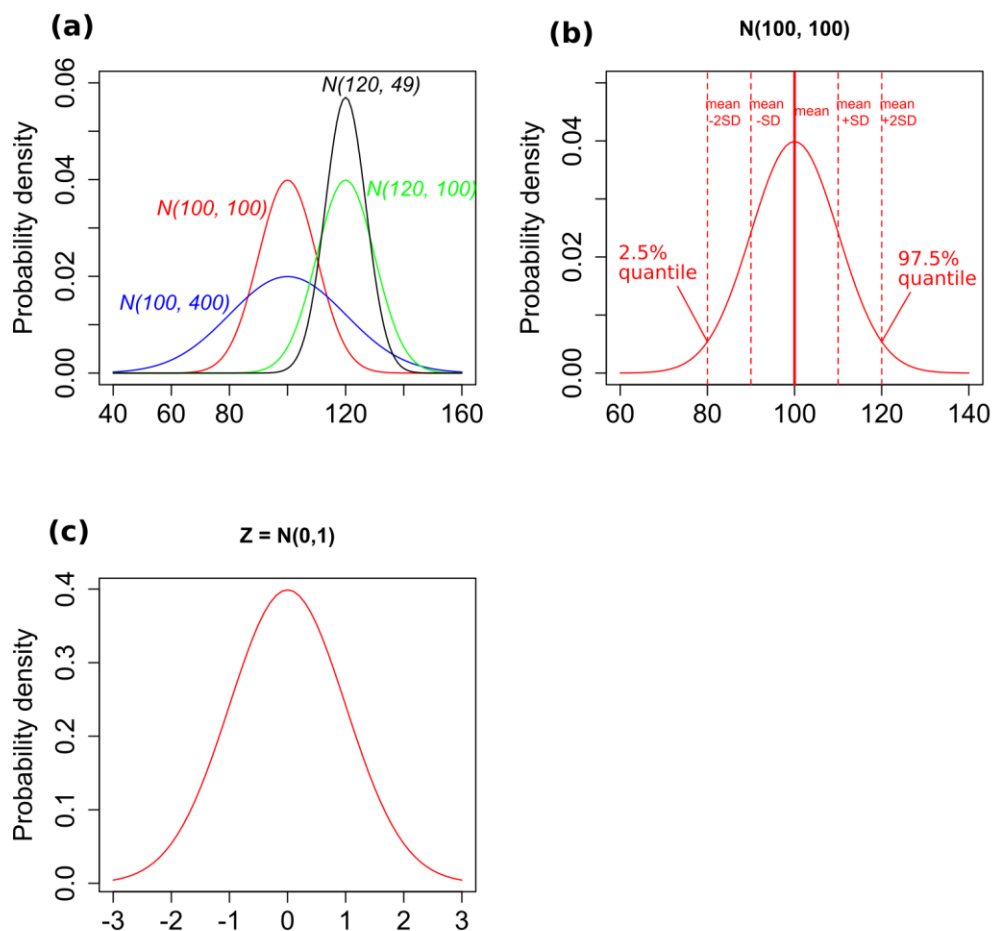 (a)
N(120, 49)
N(120, 100)
N(100, 100)
N(100, 400)
Probability density
0.00
0.02
0.04
0.06
40 80 120 160
(b)
N(100, 100)
mean mean mean mean mean
-2SD -SD +SD +2SD
2.5%
quantile
97.5%
quantile
Probability density
0.00
0.02
0.04
60 80 100 120 140
(c)
Z = N(0,1)
Probability density
0.0
0.1
0.2
0.3
0.4
-3 -2 -1 0 1 2 3